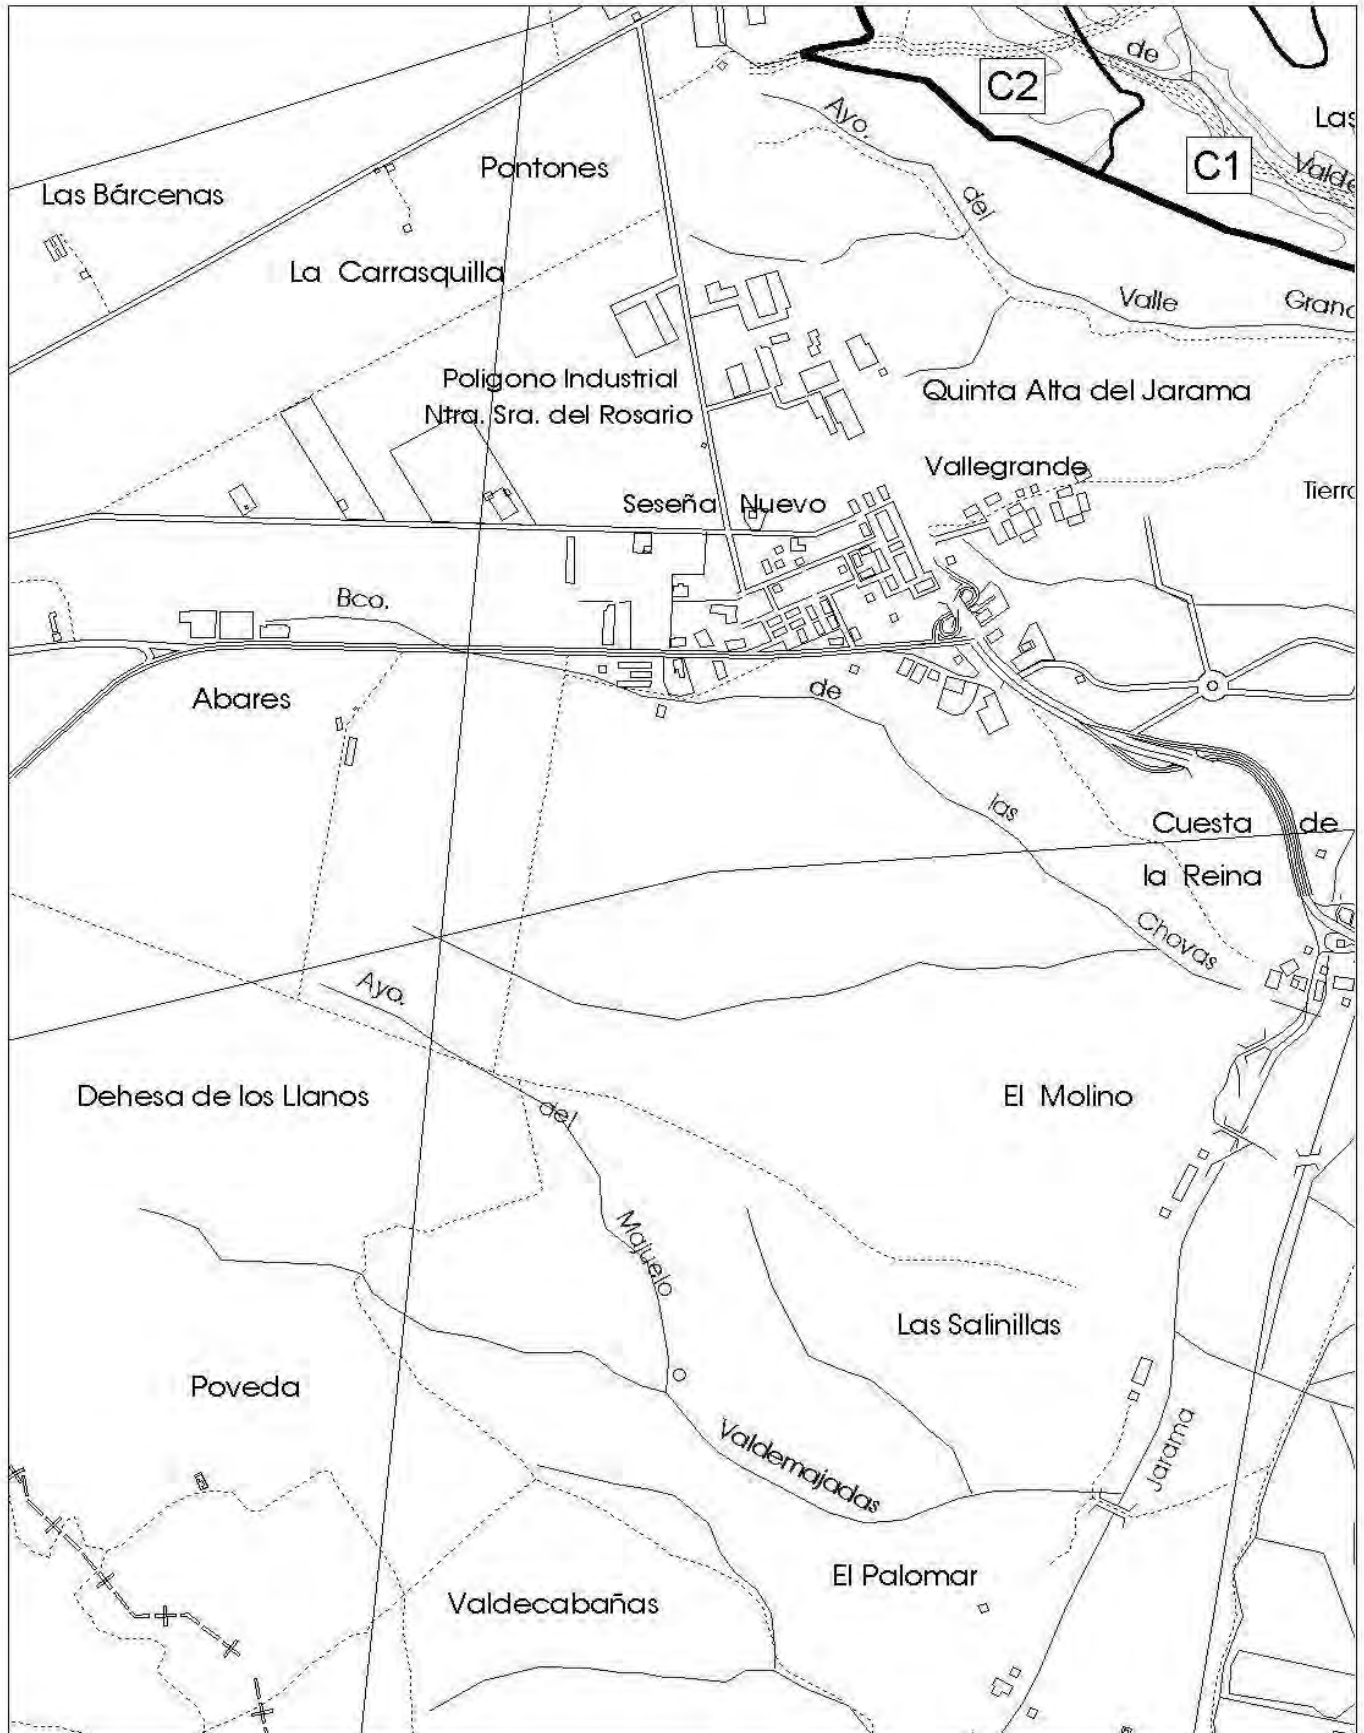 de
C2
Las
Ayo.
C1
Pontones
Valde
Las Bárcenas
del
La Carrasquilla
Valle
Granc
Poligono Industrial
Ntra. Sra. del Rosario
Quinta Alta del Jarama
Vallegrande
Seseña Nuevo
Tierra
Bco.
de
Abares
las
Cuesta de
la Reina
Chovas
Ayo.
Dehesa de los Llanos
El Molino
del
Majuelo
Las Salinillas
Poveda
Valdemajadas
Jarama
El Palomar
Valdecabañas